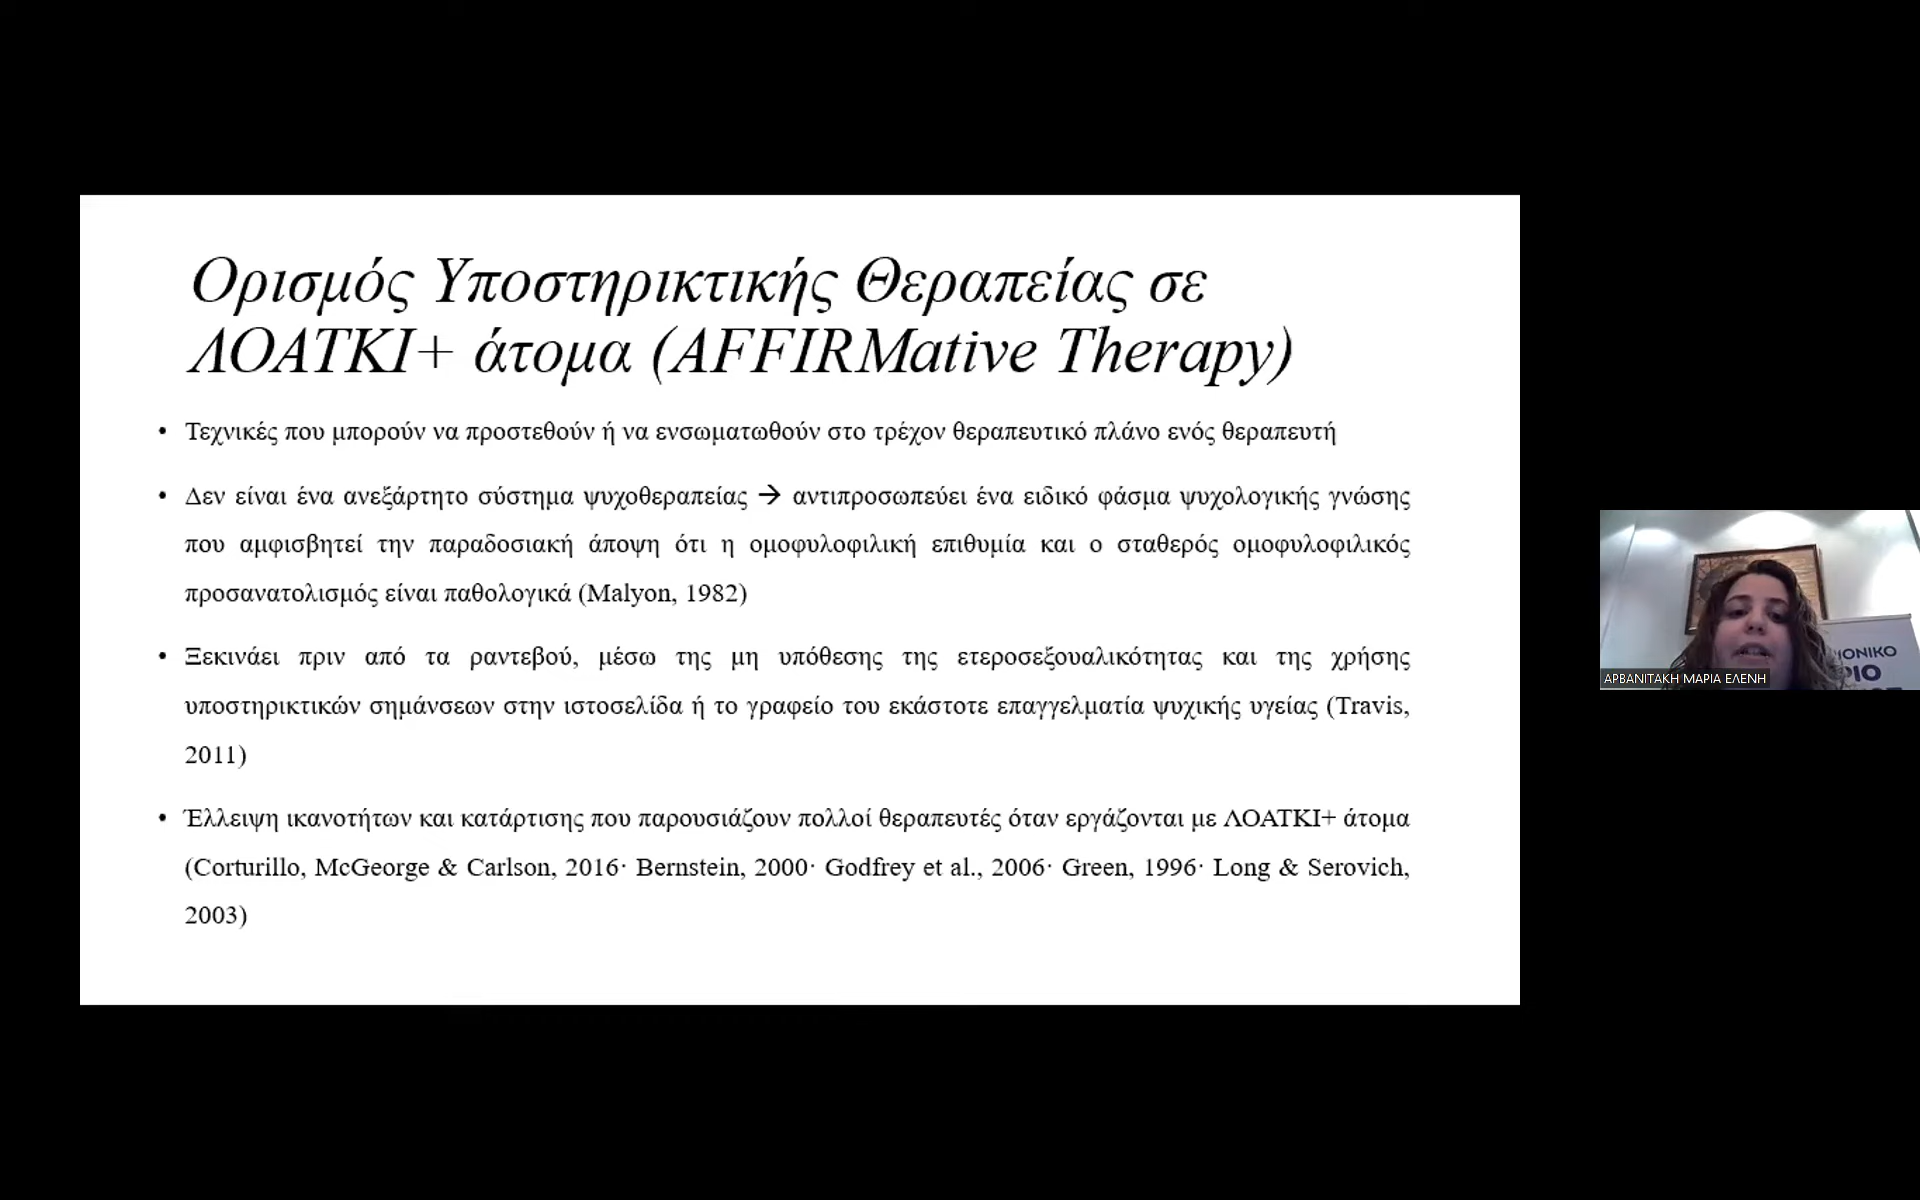 Ορισμός Υποστηρικτικής Θεραπείας σε
ΛΟΑΤΚΙ+ άτομα (AFFIRMative Therapy)
• Τεχνικές που μπορούν να προστεθούν ή να ενσωματωθούν στο τρέχον θεραπευτικό πλάνο ενός θεραπευτή
• Δεν είναι ένα ανεξάρτητο σύστημα ψυχοθεραπείας → αντιπροσωπεύει ένα ειδικό φάσμα ψυχολογικής γνώσης
που αμφισβητεί την παραδοσιακή άποψη ότι η ομοφυλοφιλική επιθυμία και ο σταθερός ομοφυλοφιλικός
προσανατολισμός είναι παθολογικά (Malyon, 1982)
• Ξεκινάει πριν από τα ραντεβού, μέσω της μη υπόθεσης της ετεροσεξουαλικότητας και της χρήσης
υποστηρικτικών σημάνσεων στην ιστοσελίδα ή το γραφείο του εκάστοτε επαγγελματία ψυχικής υγείας (Travis,
2011)
• Έλλειψη ικανοτήτων και κατάρτισης που παρουσιάζουν πολλοί θεραπευτές όταν εργάζονται με ΛΟΑΤΚΙ+ άτομα
(Corturillo, McGeorge & Carlson, 2016· Bernstein, 2000· Godfrey et al., 2006· Green, 1996· Long & Serovich,
2003)
ΑΡΒΑΝΙΤΑΚΗ ΜΑΡΙΑ ΕΛΕΝΗ